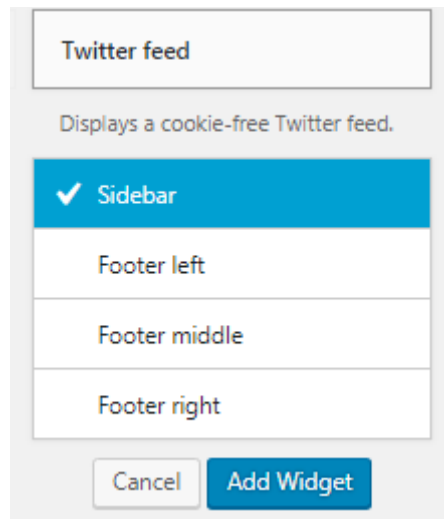 Twitter feed
Displays a cookie-free Twitter feed.
Sidebar
Footer left
Footer middle
Footer right
Cancel Add Widget